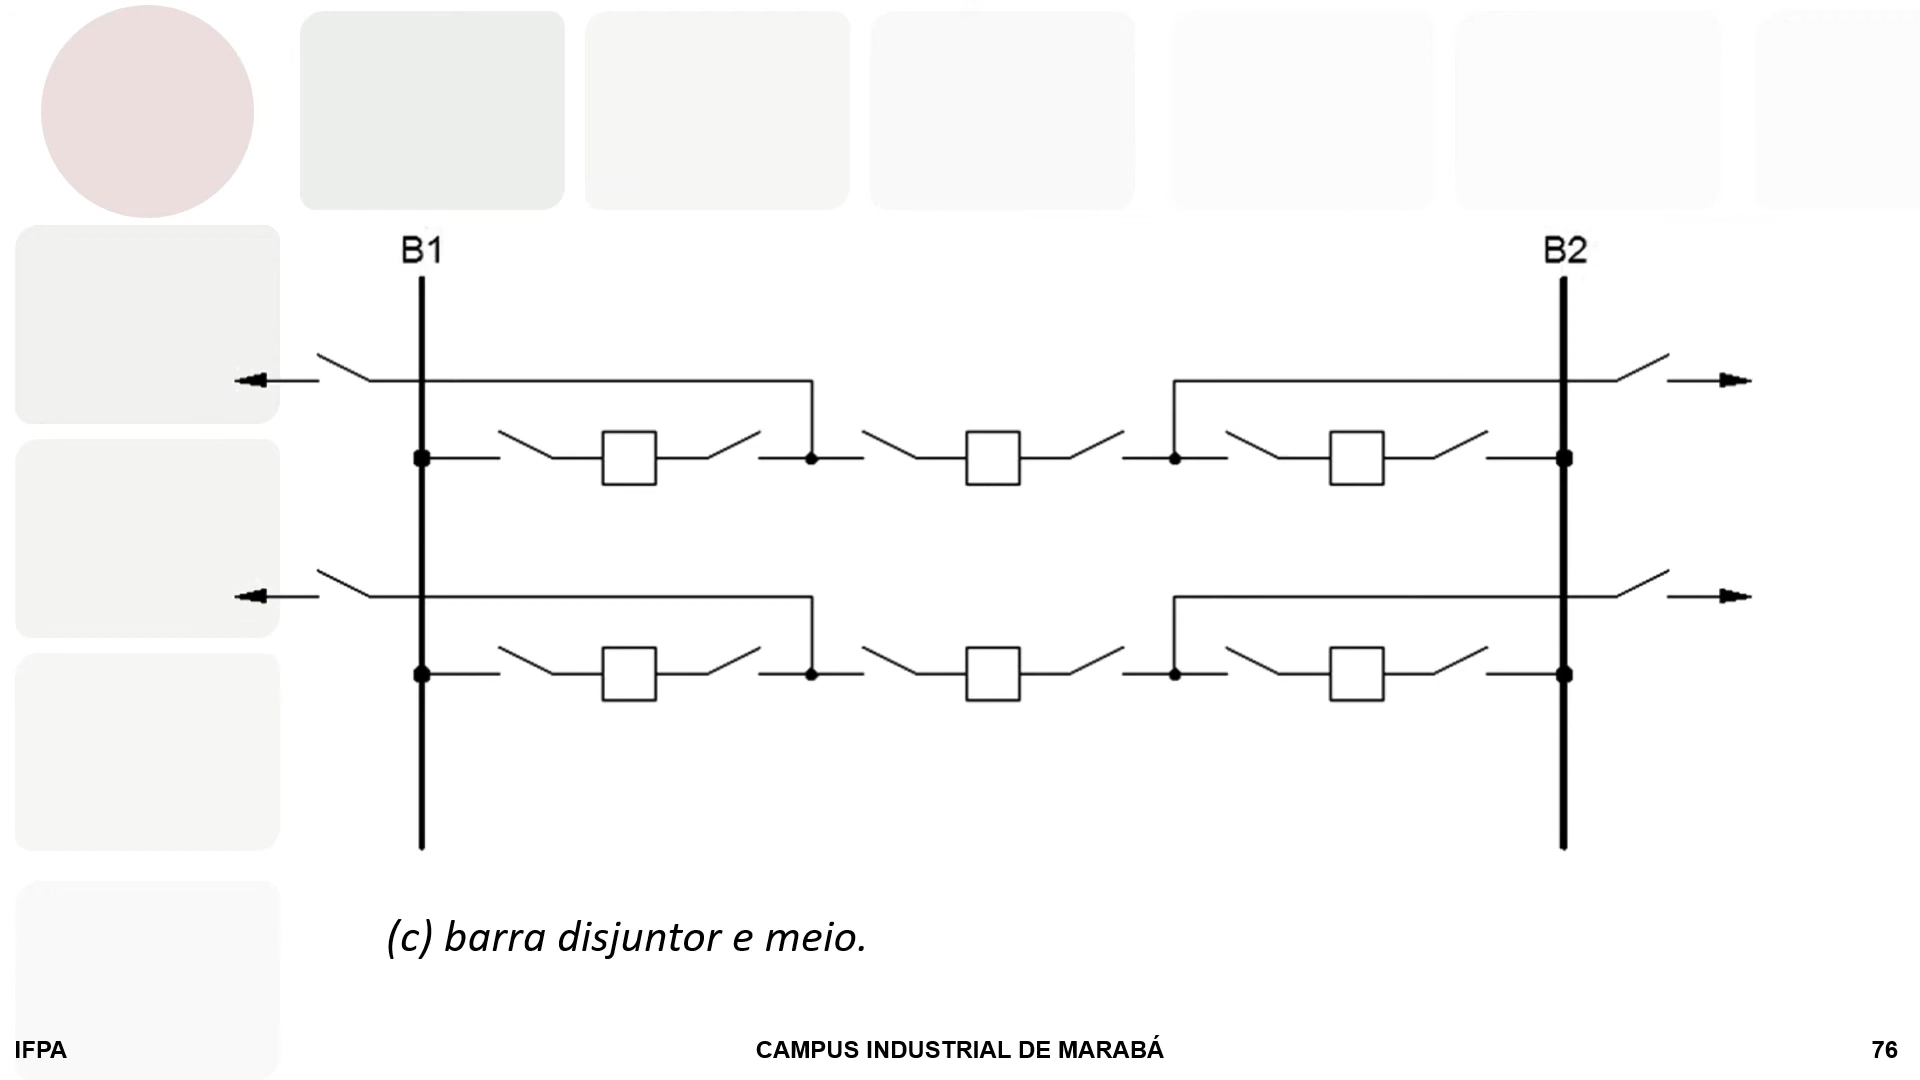 B1
B2
(c) barra disjuntor e meio.
IFPA
CAMPUS INDUSTRIAL DE MARABÁ
76